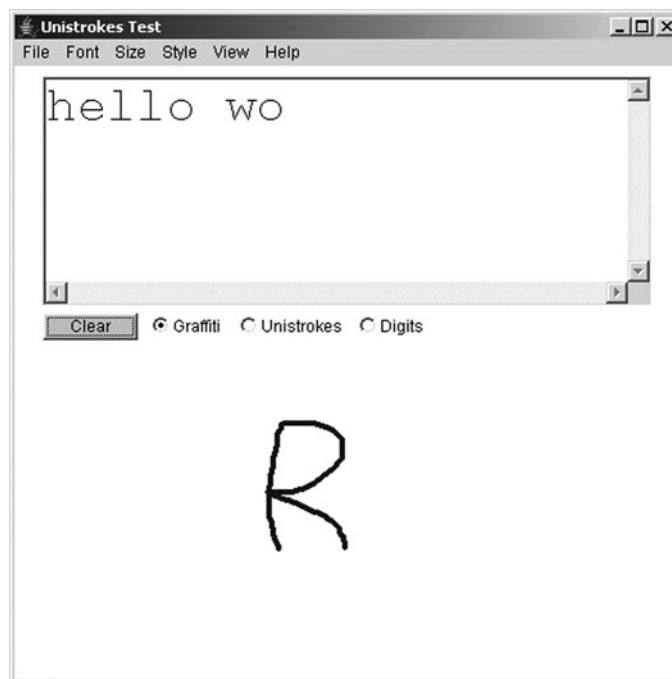 Unistrokes Test
File Font Size Style View Help
hello wo
Clear Graffiti Unistrokes Digits
R